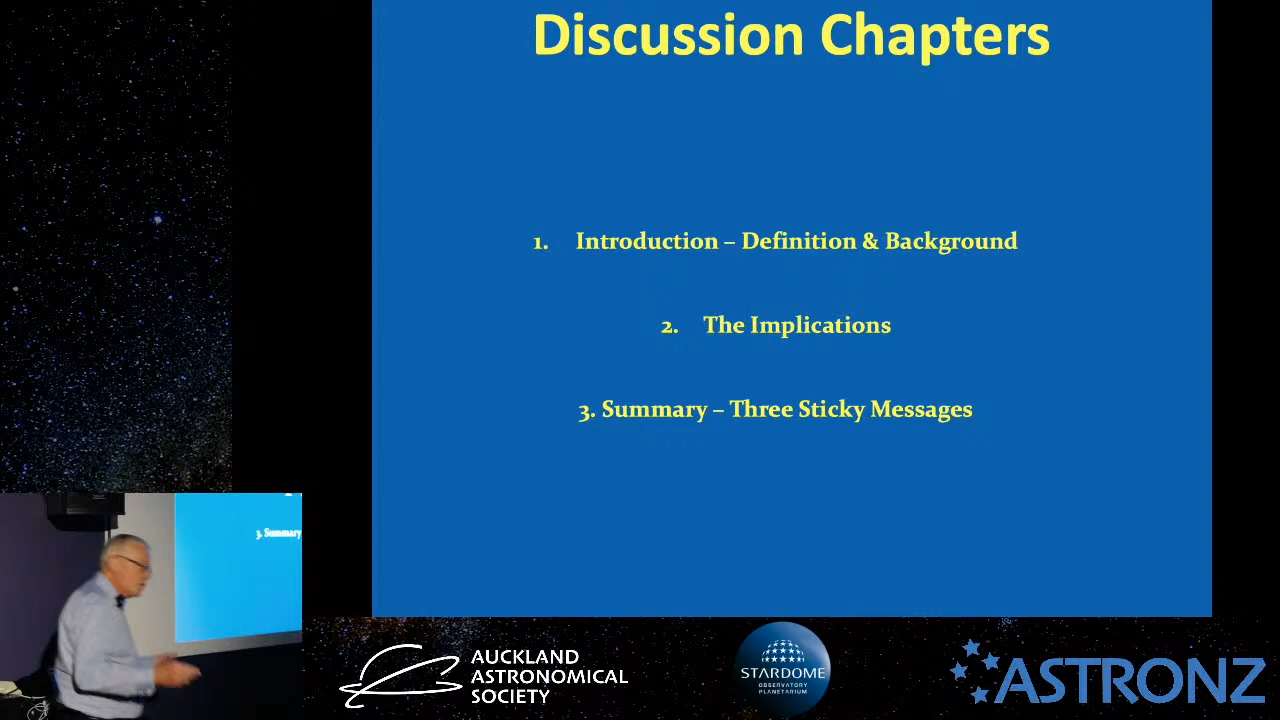 Discussion Chapters
1. Introduction – Definition & Background
2. The Implications
3. Summary – Three Sticky Messages
3. Summary
AUCKLAND
ASTRONOMICAL
SOCIETY
STARDOME
OBSERVATORY
PLANETARIUM
ASTRONZ